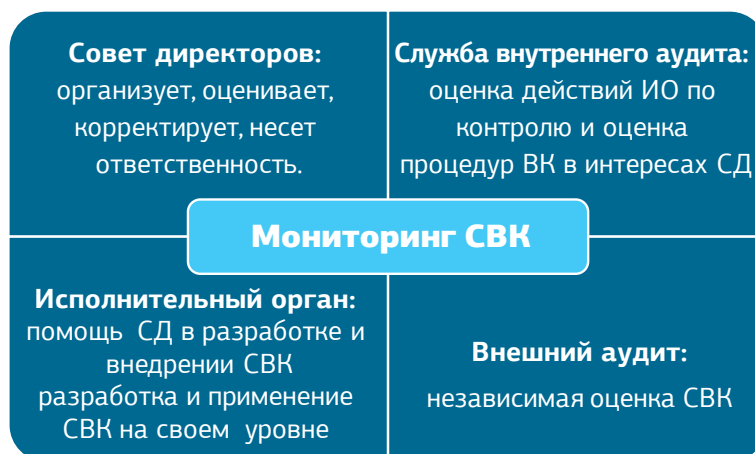 Совет директоров:
организует, оценивает,
корректирует, несет
ответственность.
Служба внутреннего аудита:
оценка действий ИО по
контролю и оценка
процедур ВК в интересах СД
Мониторинг СВК
Исполнительный орган:
помощь СД в разработке и
внедрении СВК
разработка и применение
СВК на своем уровне
Внешний аудит:
независимая оценка СВК